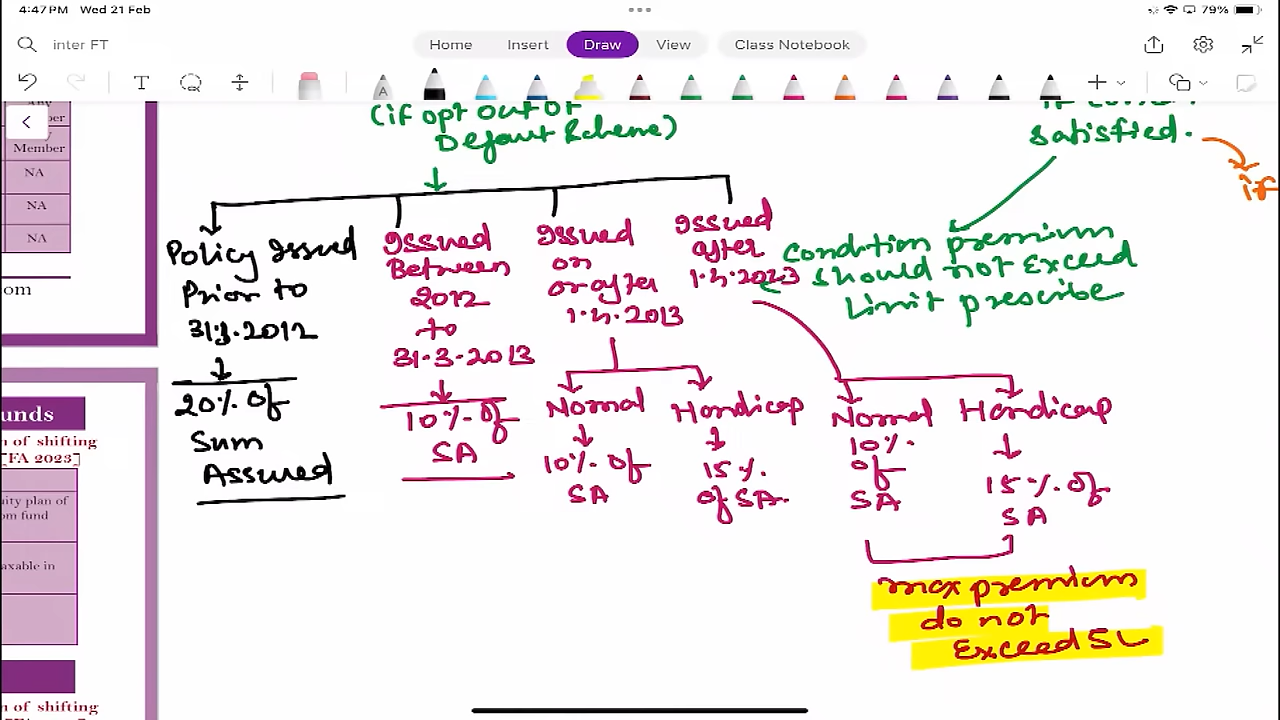 4:47 PM Wed 21 Feb
79%
inter FT
Home Insert Draw View Class Notebook
T
A
Member
NA
NA
NA
om
unds
n of shifting
[FA 2023]
uity plan of
om fund
axable in
n of shifting
(if opt out of
Default Scheme)
satisfied.
if
Condition premium
should not Exceed
Limit prescribe
Policy Issued
Prior to
31.3.2012
20% of
Sum
Assured
Issued
Between
2012
to
31.3.2013
10% of
SA
Issued
on
or after
1.4.2013
Normal
10% of
SA
Handicap
15%
of SA.
Issued
after
1.4.2023
Normal
10%
of
SA
Handicap
15% of
SA
max premium
do not
Exceed 5L